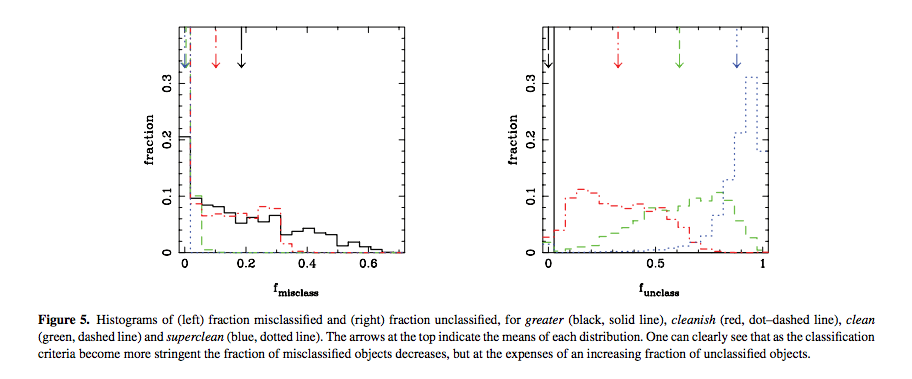 fraction
0.3
0.2
0.1
0
0
0.2
0.4
0.6
f_misclass
fraction
0.3
0.2
0.1
0
0
0.5
1
f_unclass
Figure 5. Histograms of (left) fraction misclassified and (right) fraction unclassified, for greater (black, solid line), cleanish (red, dot–dashed line), clean
(green, dashed line) and superclean (blue, dotted line). The arrows at the top indicate the means of each distribution. One can clearly see that as the classification
criteria become more stringent the fraction of misclassified objects decreases, but at the expenses of an increasing fraction of unclassified objects.